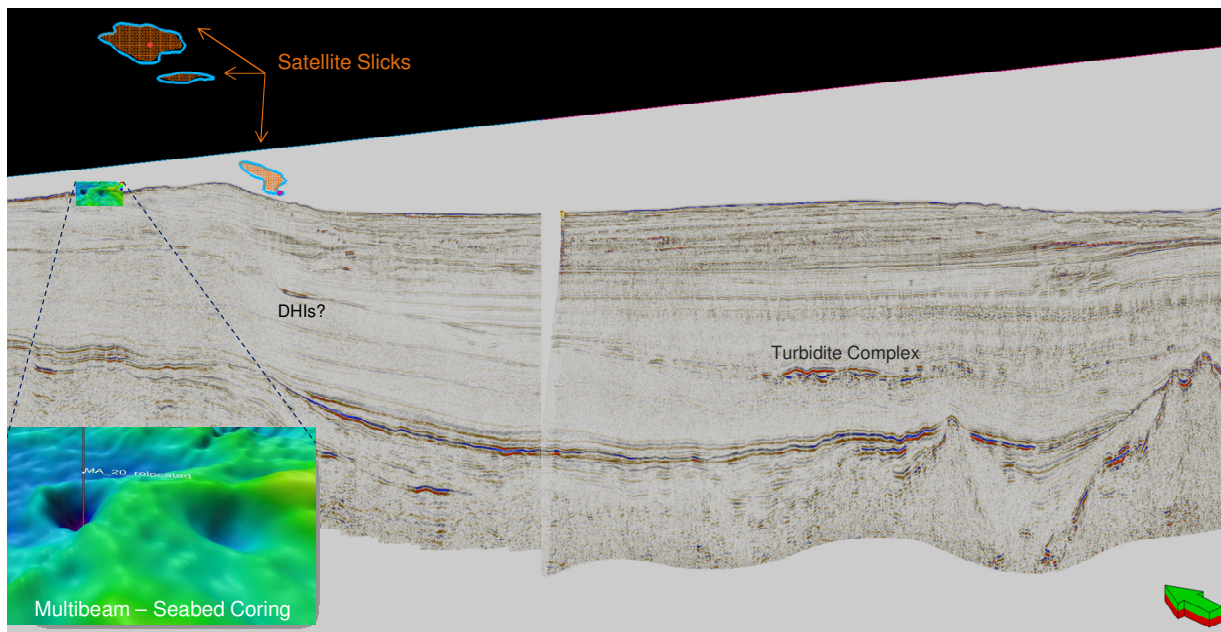 Satellite Slicks
DHIs?
Turbidite Complex
MA_20_relocated
Multibeam – Seabed Coring